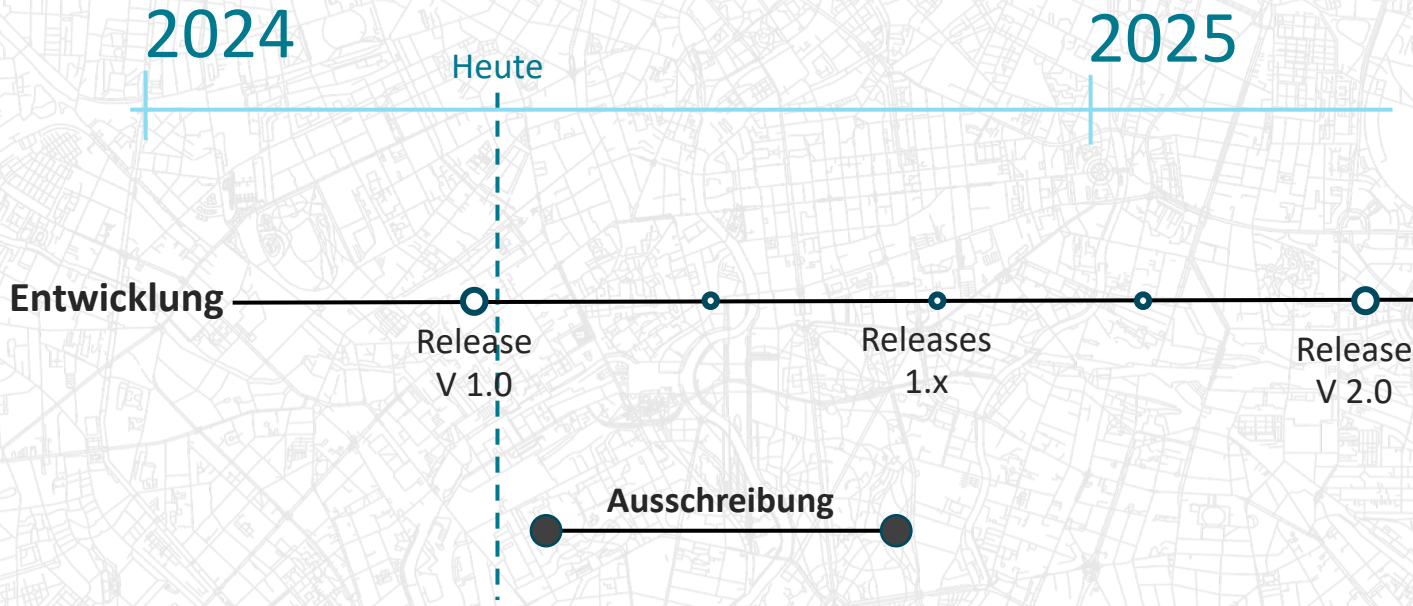 2024
2025
Heute
Entwicklung
Release
V 1.0
Releases
1.x
Release
V 2.0
Ausschreibung